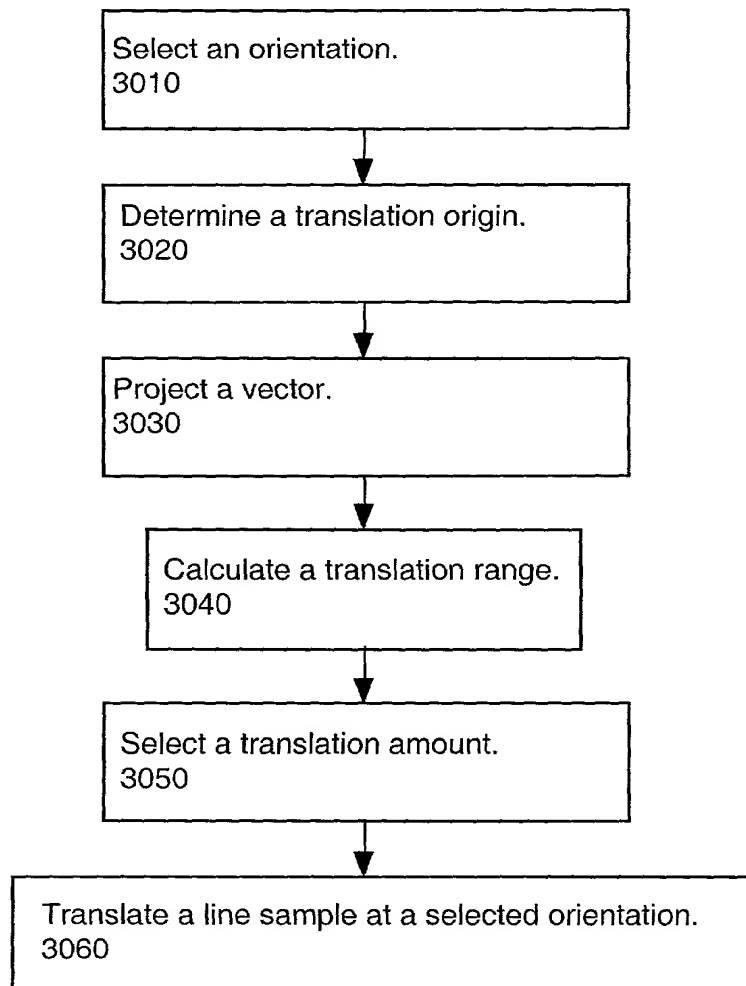 Select an orientation.
3010
Determine a translation origin.
3020
Project a vector.
3030
Calculate a translation range.
3040
Select a translation amount.
3050
Translate a line sample at a selected orientation.
3060